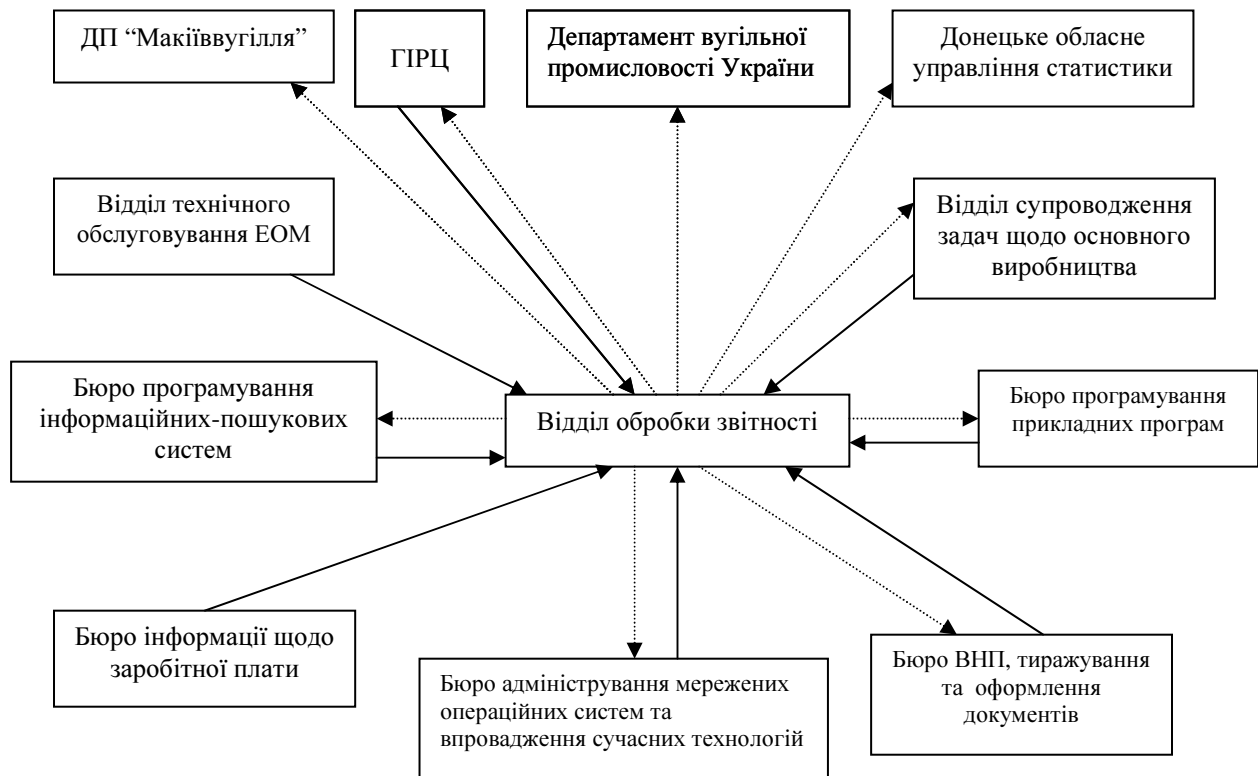 ДП “Макіїввугілля”
ГІРЦ
Департамент вугільної
промисловості України
Донецьке обласне
управління статистики
Відділ технічного
обслуговування ЕОМ
Відділ супроводження
задач щодо основного
виробництва
Бюро програмування
інформаційних-пошукових
систем
Відділ обробки звітності
Бюро програмування
прикладних програм
Бюро інформації щодо
заробітної плати
Бюро адміністрування мережених
операційних систем та
впровадження сучасних технологій
Бюро ВНП, тиражування
та оформлення
документів